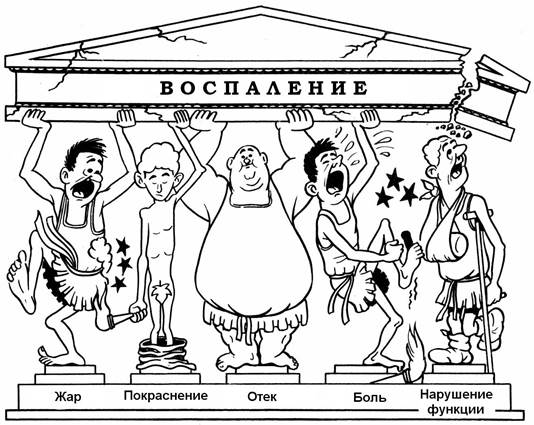 ВОСПАЛЕНИЕ
Жар
Покраснение
Отек
Боль
Нарушение
функции